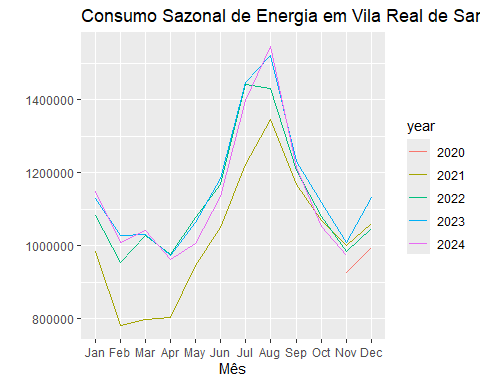 Consumo Sazonal de Energia em Vila Real de Sar
1400000
1200000
1000000
800000
Jan Feb Mar Apr May Jun Jul Aug Sep Oct Nov Dec
Mês
year
2020
2021
2022
2023
2024